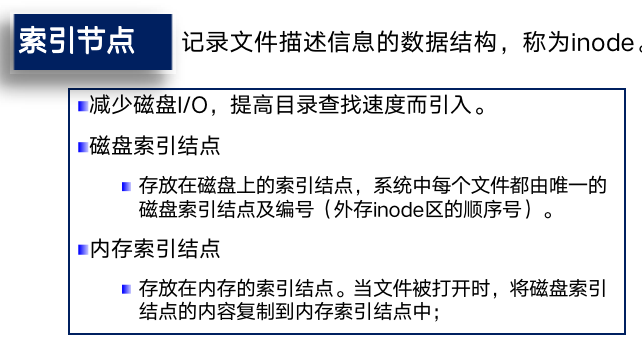 索引节点
记录文件描述信息的数据结构，称为inode。
减少磁盘I/O，提高目录查找速度而引入。
磁盘索引结点
存放在磁盘上的索引结点，系统中每个文件都由唯一的
磁盘索引结点及编号（外存inode区的顺序号）。
内存索引结点
存放在内存的索引结点。当文件被打开时，将磁盘索引
结点的内容复制到内存索引结点中；